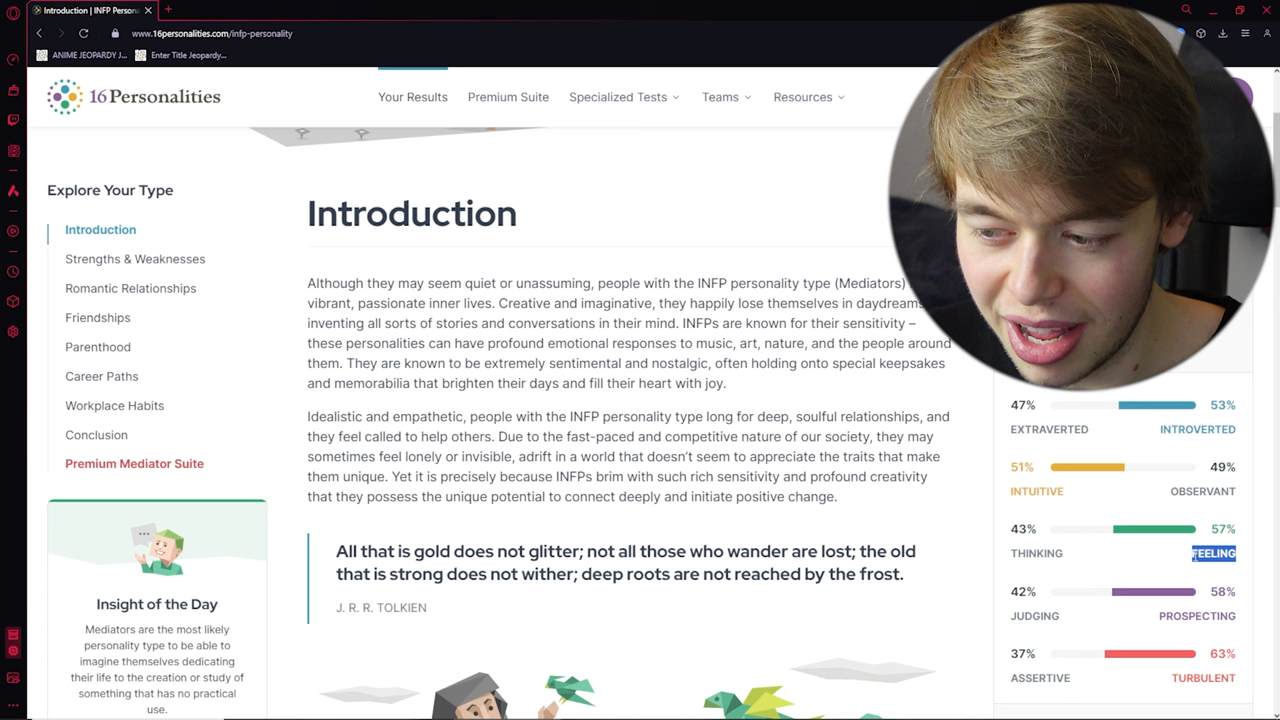 Introduction | INFP Person
www.16personalities.com/infp-personality
ANIME JEOPARDY J...
Enter Title Jeopardy...
16Personalities
Your Results
Premium Suite
Specialized Tests
Teams
Resources
Explore Your Type
Introduction
Strengths & Weaknesses
Romantic Relationships
Friendships
Parenthood
Career Paths
Workplace Habits
Conclusion
Premium Mediator Suite
Insight of the Day
Mediators are the most likely
personality type to be able to
imagine themselves dedicating
their life to the creation or study of
something that has no practical
use.
Introduction
Although they may seem quiet or unassuming, people with the INFP personality type (Mediators)
vibrant, passionate inner lives. Creative and imaginative, they happily lose themselves in daydreams
inventing all sorts of stories and conversations in their mind. INFPs are known for their sensitivity –
these personalities can have profound emotional responses to music, art, nature, and the people around
them. They are known to be extremely sentimental and nostalgic, often holding onto special keepsakes
and memorabilia that brighten their days and fill their heart with joy.
Idealistic and empathetic, people with the INFP personality type long for deep, soulful relationships, and
they feel called to help others. Due to the fast-paced and competitive nature of our society, they may
sometimes feel lonely or invisible, adrift in a world that doesn't seem to appreciate the traits that make
them unique. Yet it is precisely because INFPs brim with such rich sensitivity and profound creativity
that they possess the unique potential to connect deeply and initiate positive change.
All that is gold does not glitter; not all those who wander are lost; the old
that is strong does not wither; deep roots are not reached by the frost.
J. R. R. TOLKIEN
47% 53%
EXTRAVERTED INTROVERTED
51% 49%
INTUITIVE OBSERVANT
43% 57%
THINKING FEELING
42% 58%
JUDGING PROSPECTING
37% 63%
ASSERTIVE TURBULENT